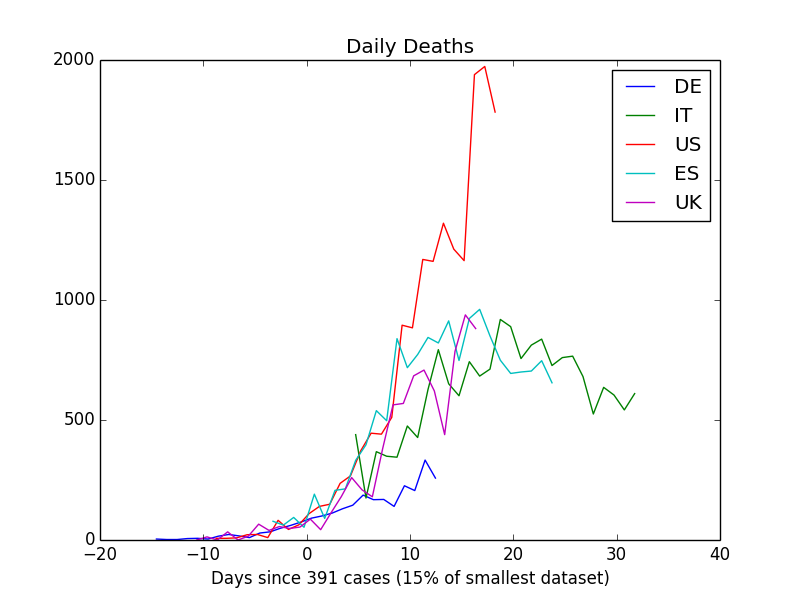 Daily Deaths
2000
1500
1000
500
0
−20
−10
0
10
20
30
40
Days since 391 cases (15% of smallest dataset)
DE
IT
US
ES
UK